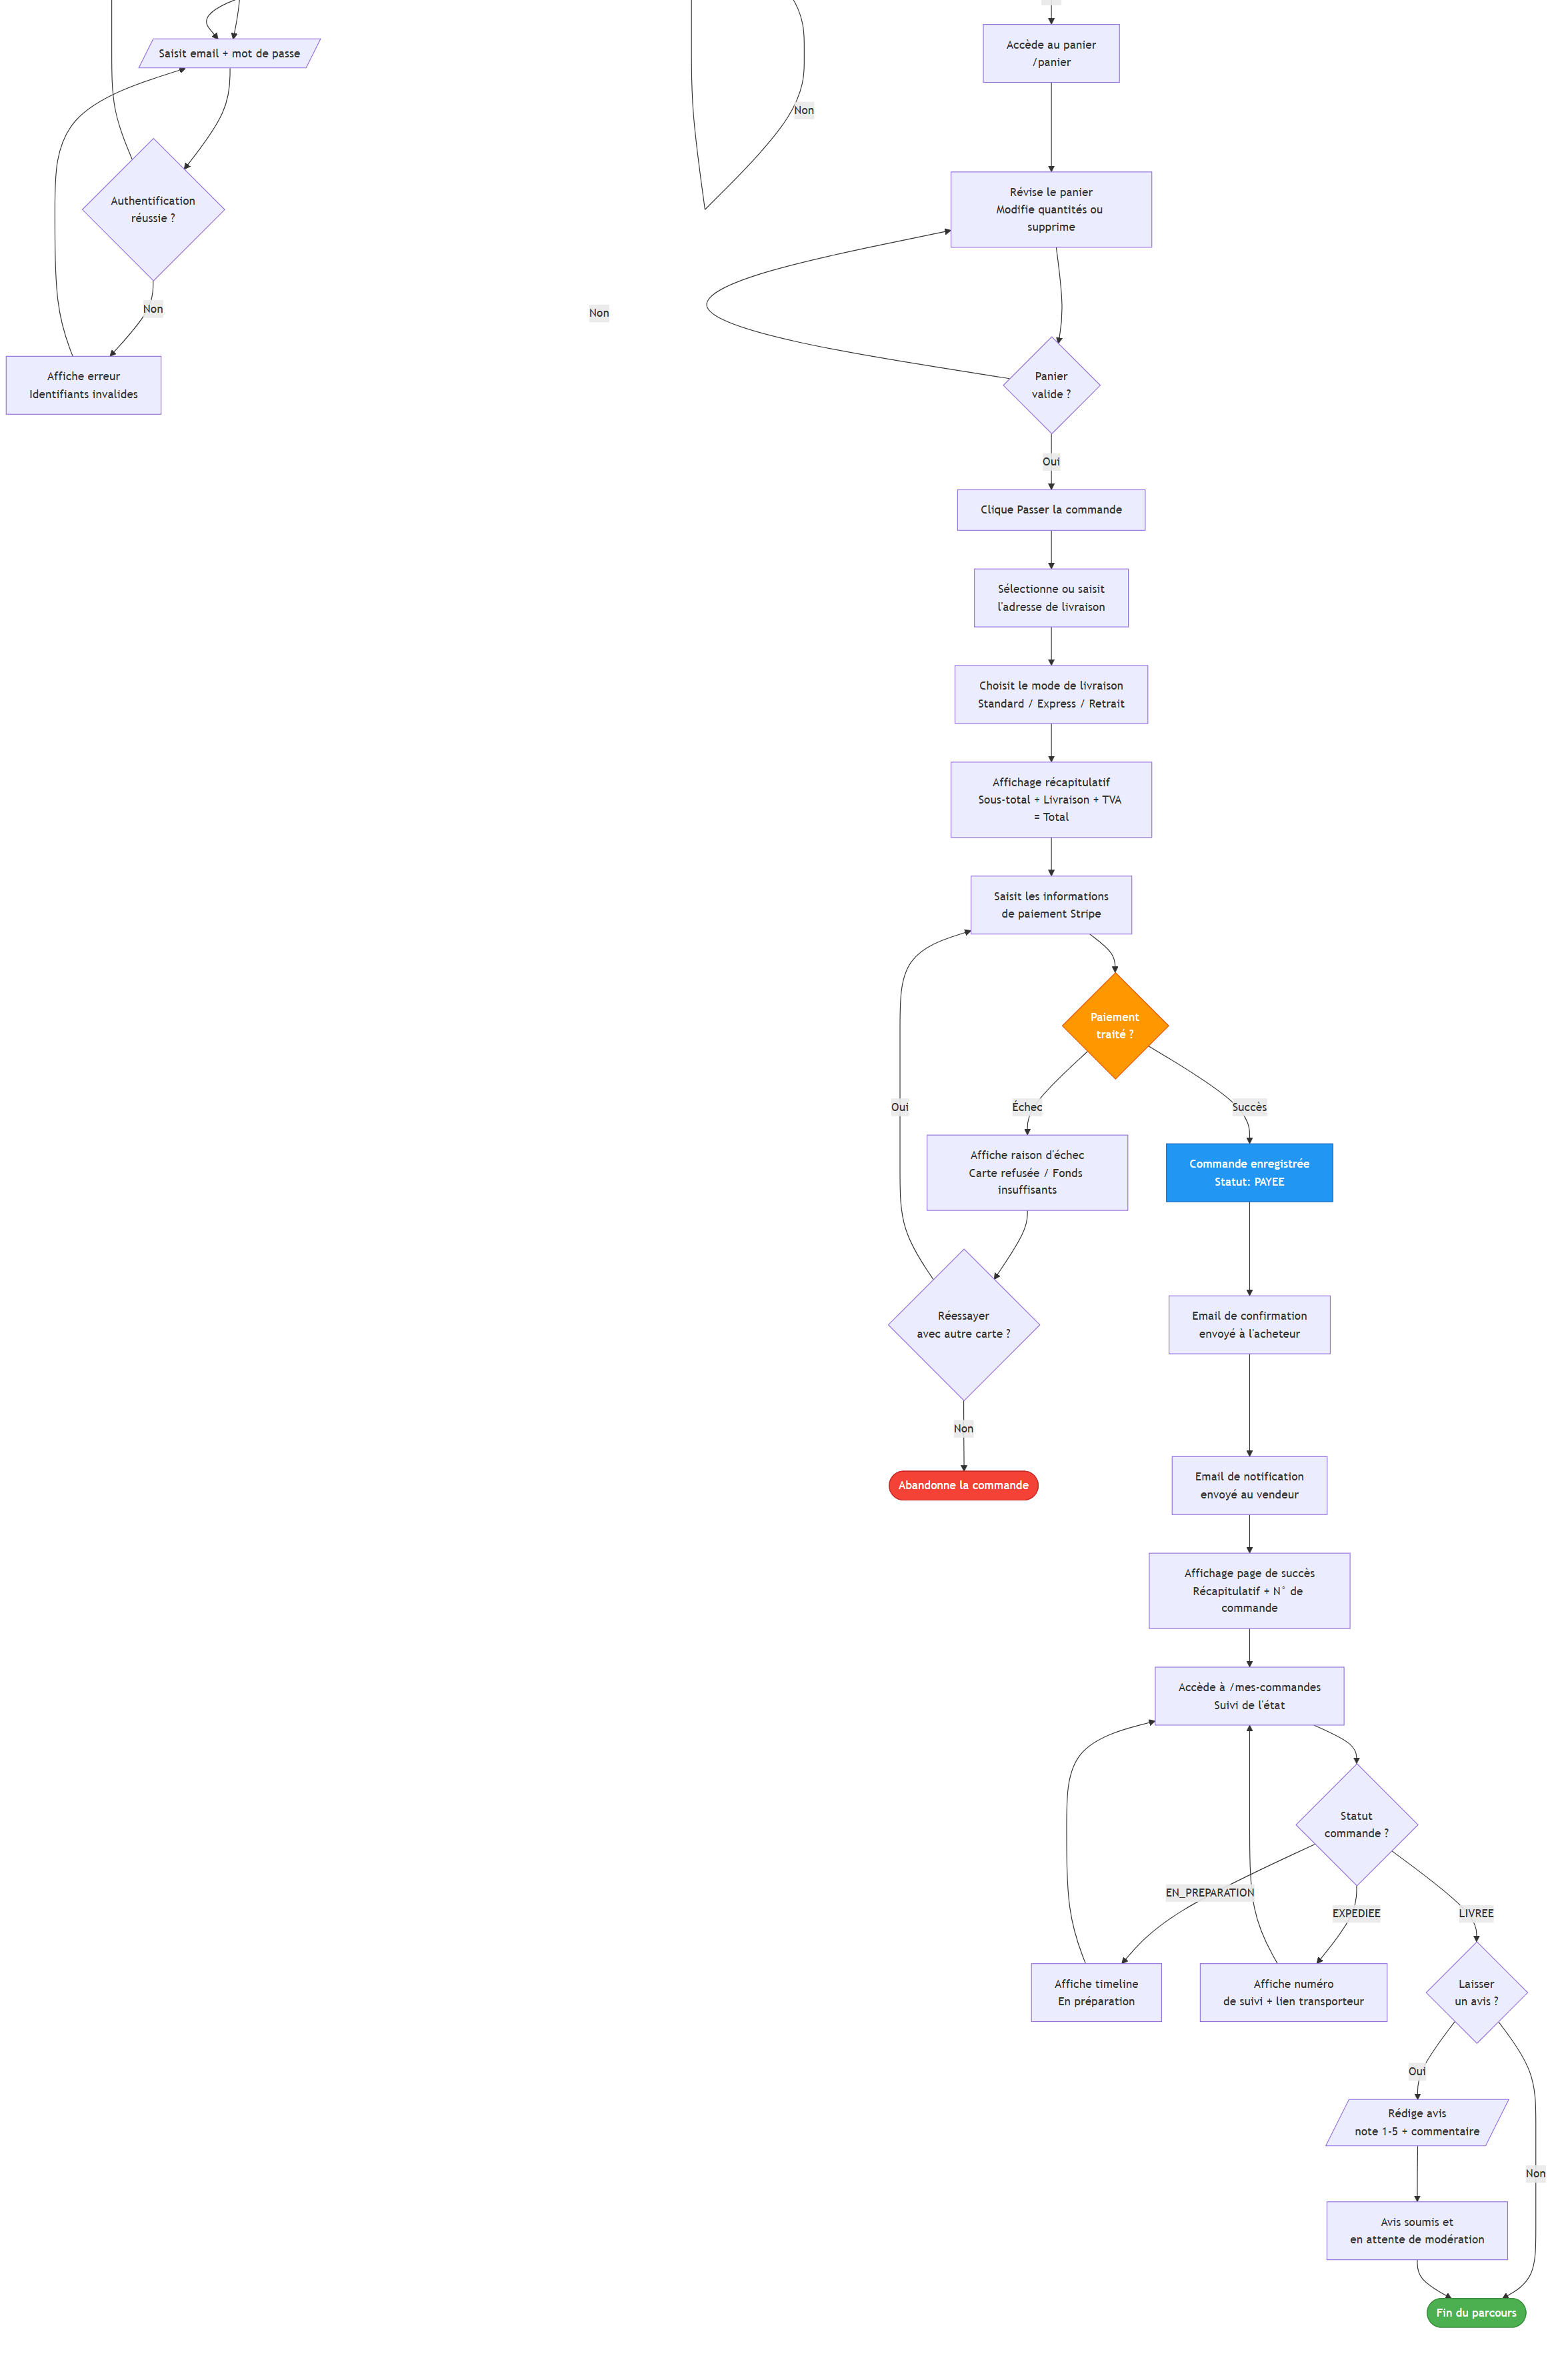 Saisit email + mot de passe
Authentification
réussie ?
Non
Affiche erreur
Identifiants invalides
Non
Non
Accède au panier
/panier
Révise le panier
Modifie quantités ou
supprime
Panier
valide ?
Oui
Clique Passer la commande
Sélectionne ou saisit
l'adresse de livraison
Choisit le mode de livraison
Standard / Express / Retrait
Affichage récapitulatif
Sous-total + Livraison + TVA
= Total
Saisit les informations
de paiement Stripe
Paiement
traité ?
Oui
Échec
Succès
Affiche raison d'échec
Carte refusée / Fonds
insuffisants
Commande enregistrée
Statut: PAYEE
Réessayer
avec autre carte ?
Email de confirmation
envoyé à l'acheteur
Non
Abandonne la commande
Email de notification
envoyé au vendeur
Affichage page de succès
Récapitulatif + N° de
commande
Accède à /mes-commandes
Suivi de l'état
Statut
commande ?
EN_PREPARATION
EXPEDIEE
LIVREE
Affiche timeline
En préparation
Affiche numéro
de suivi + lien transporteur
Laisser
un avis ?
Oui
Rédige avis
note 1-5 + commentaire
Non
Avis soumis et
en attente de modération
Fin du parcours